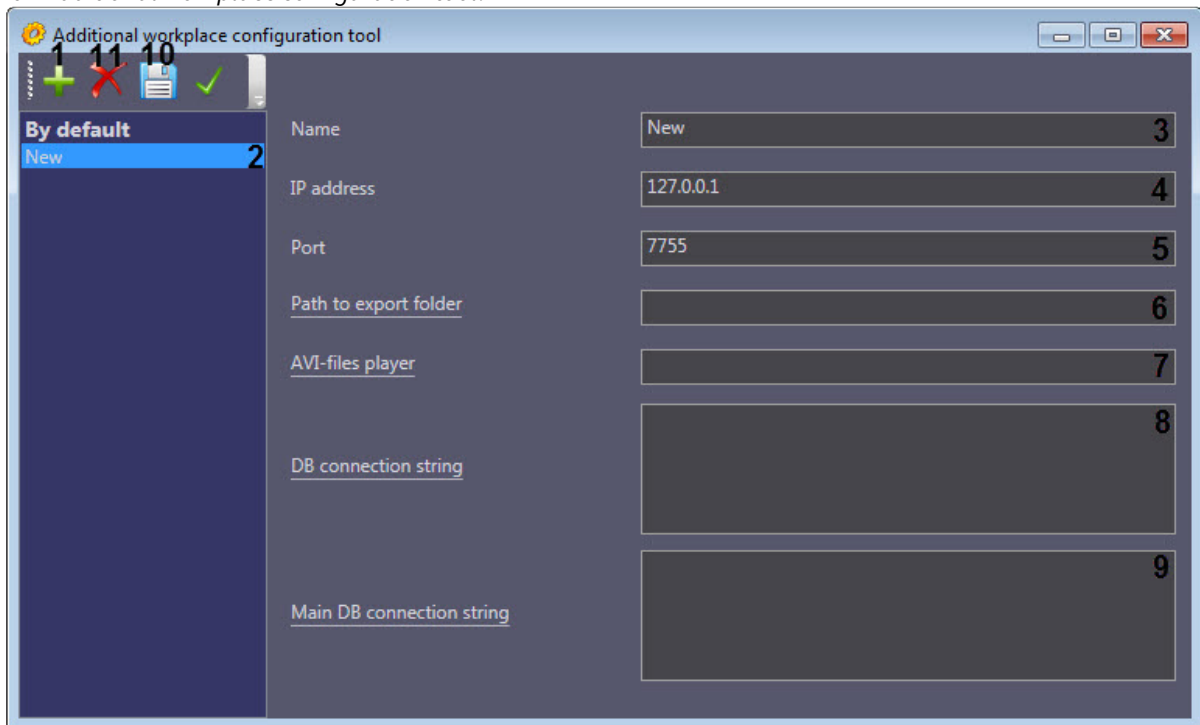 Additional workplace configuration tool
1 11 10
By default
New 2
Name New 3
IP address 127.0.0.1 4
Port 7755 5
Path to export folder 6
AVI-files player 7
DB connection string 8
Main DB connection string 9